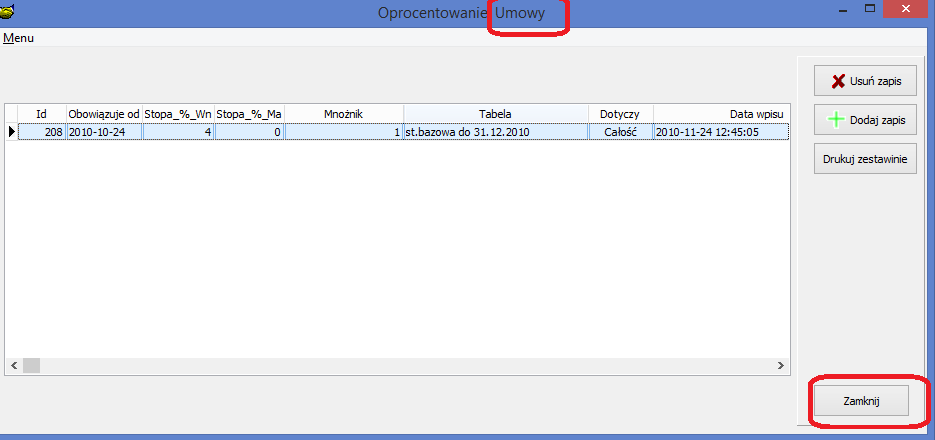 Oprocentowanie Umowy
Menu
Usuń zapis
Dodaj zapis
Drukuj zestawinie
Id Obowiązuje od Stopa_%_Wn Stopa_%_Ma Mnożnik Tabela Dotyczy Data wpisu
208 2010-10-24 4 0 1 st.bazowa do 31.12.2010 Całość 2010-11-24 12:45:05
Zamknij